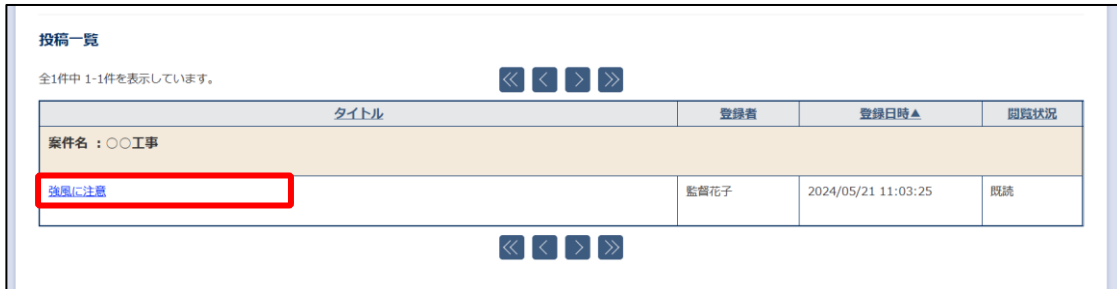 投稿一覧
全1件中 1-1件を表示しています。
タイトル 登録者 登録日時▲ 閲覧状況
案件名 ：○○工事
強風に注意 監督花子 2024/05/21 11:03:25 既読